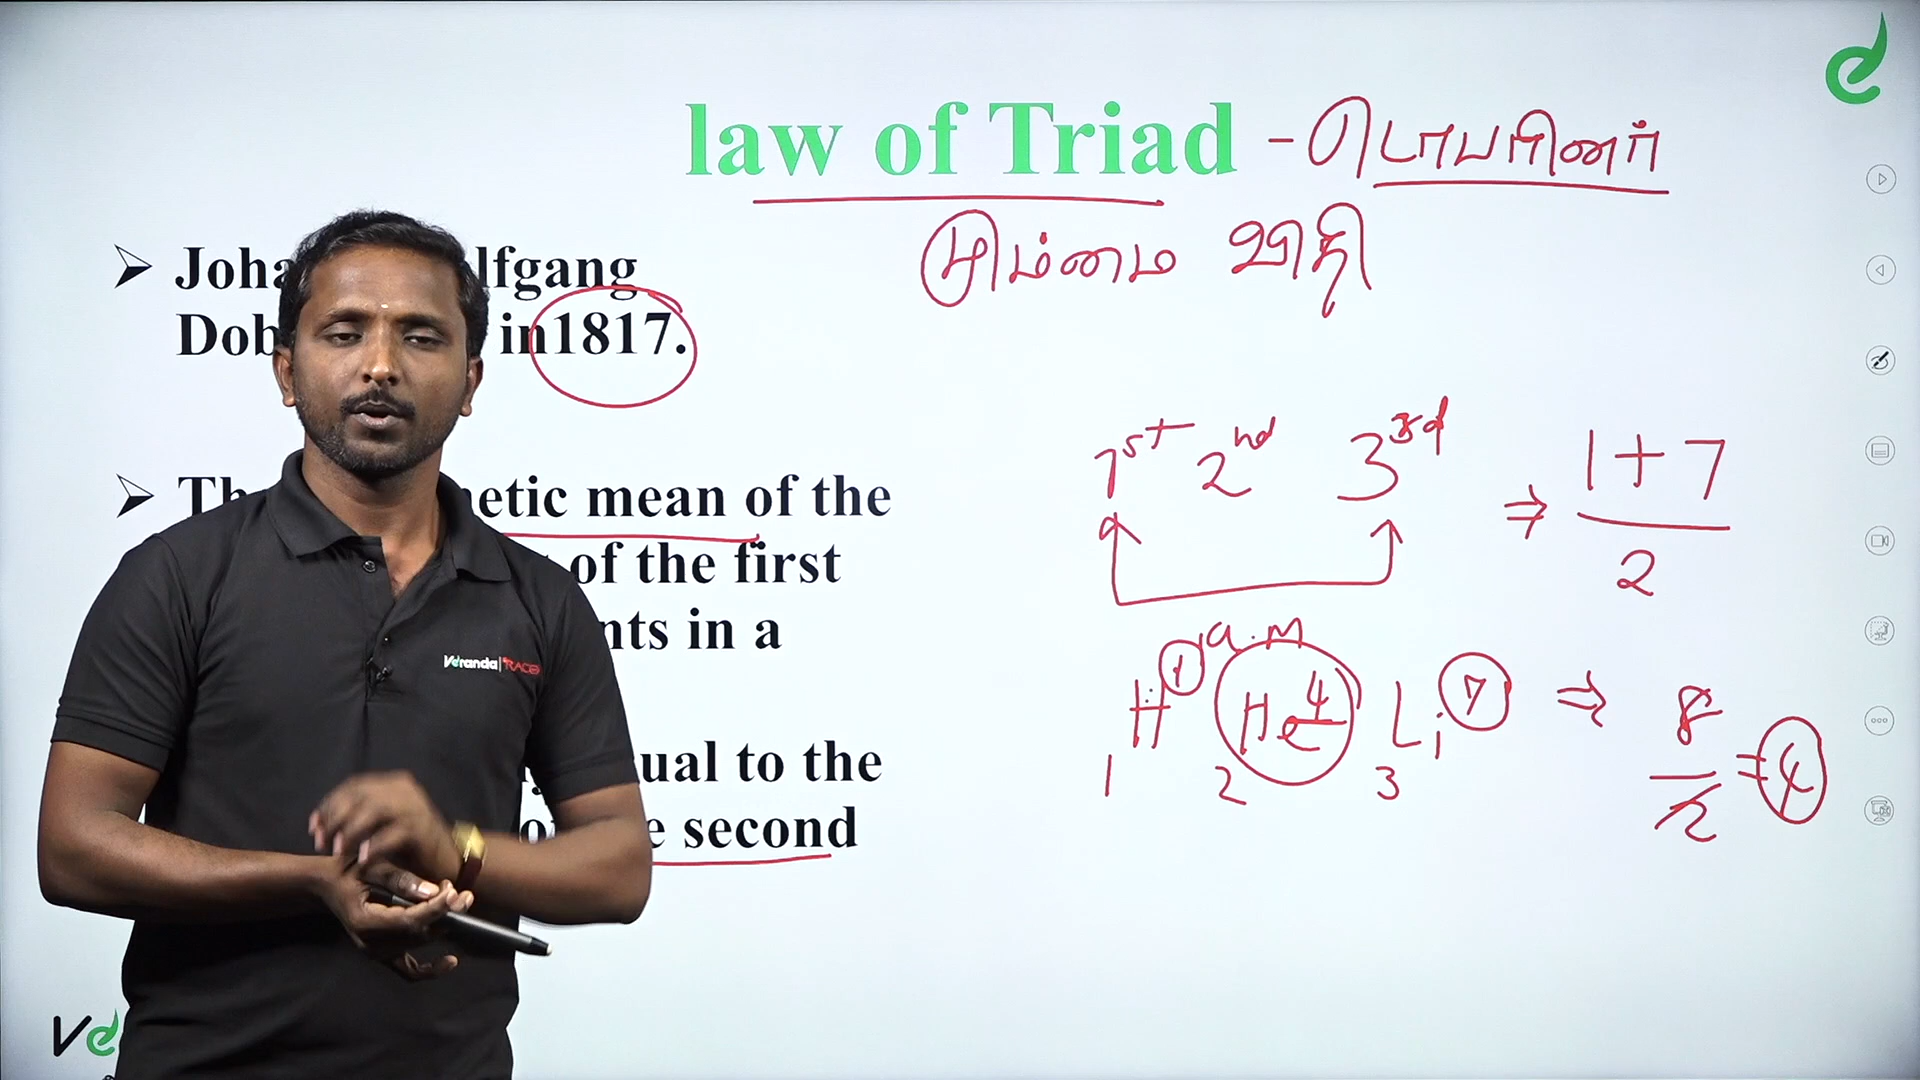 law of Triad - டொபரினர்
மும்மை விதி
Joha lfgang
Dob in1817.
Th netic mean of the
of the first
nts in a
ual to the
e second
1st 2nd 3rd ⇒ 1+7
2
a.M
H 1 He 4 Li 7 ⇒ 8
2 = 4
1 2 3
Veranda RACE
Ve